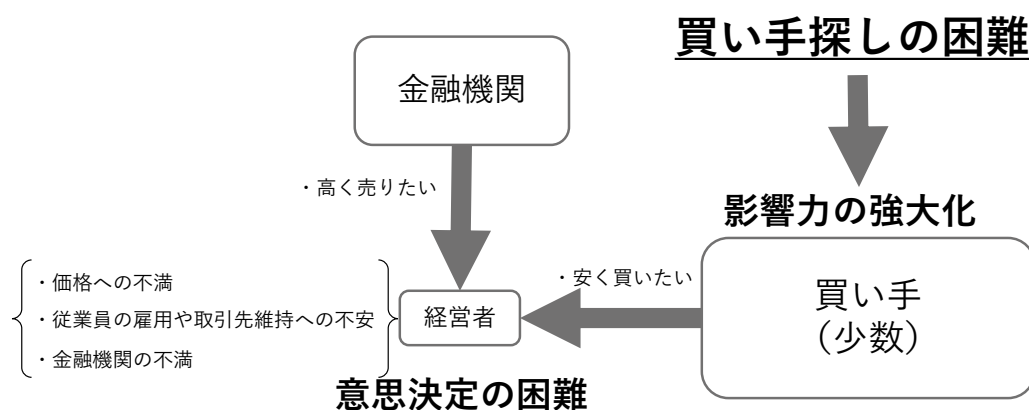 買い手探しの困難
金融機関
・高く売りたい
影響力の強大化
・安く買いたい
買い手
（少数）
・価格への不満
・従業員の雇用や取引先維持への不安
・金融機関の不満
経営者
意思決定の困難